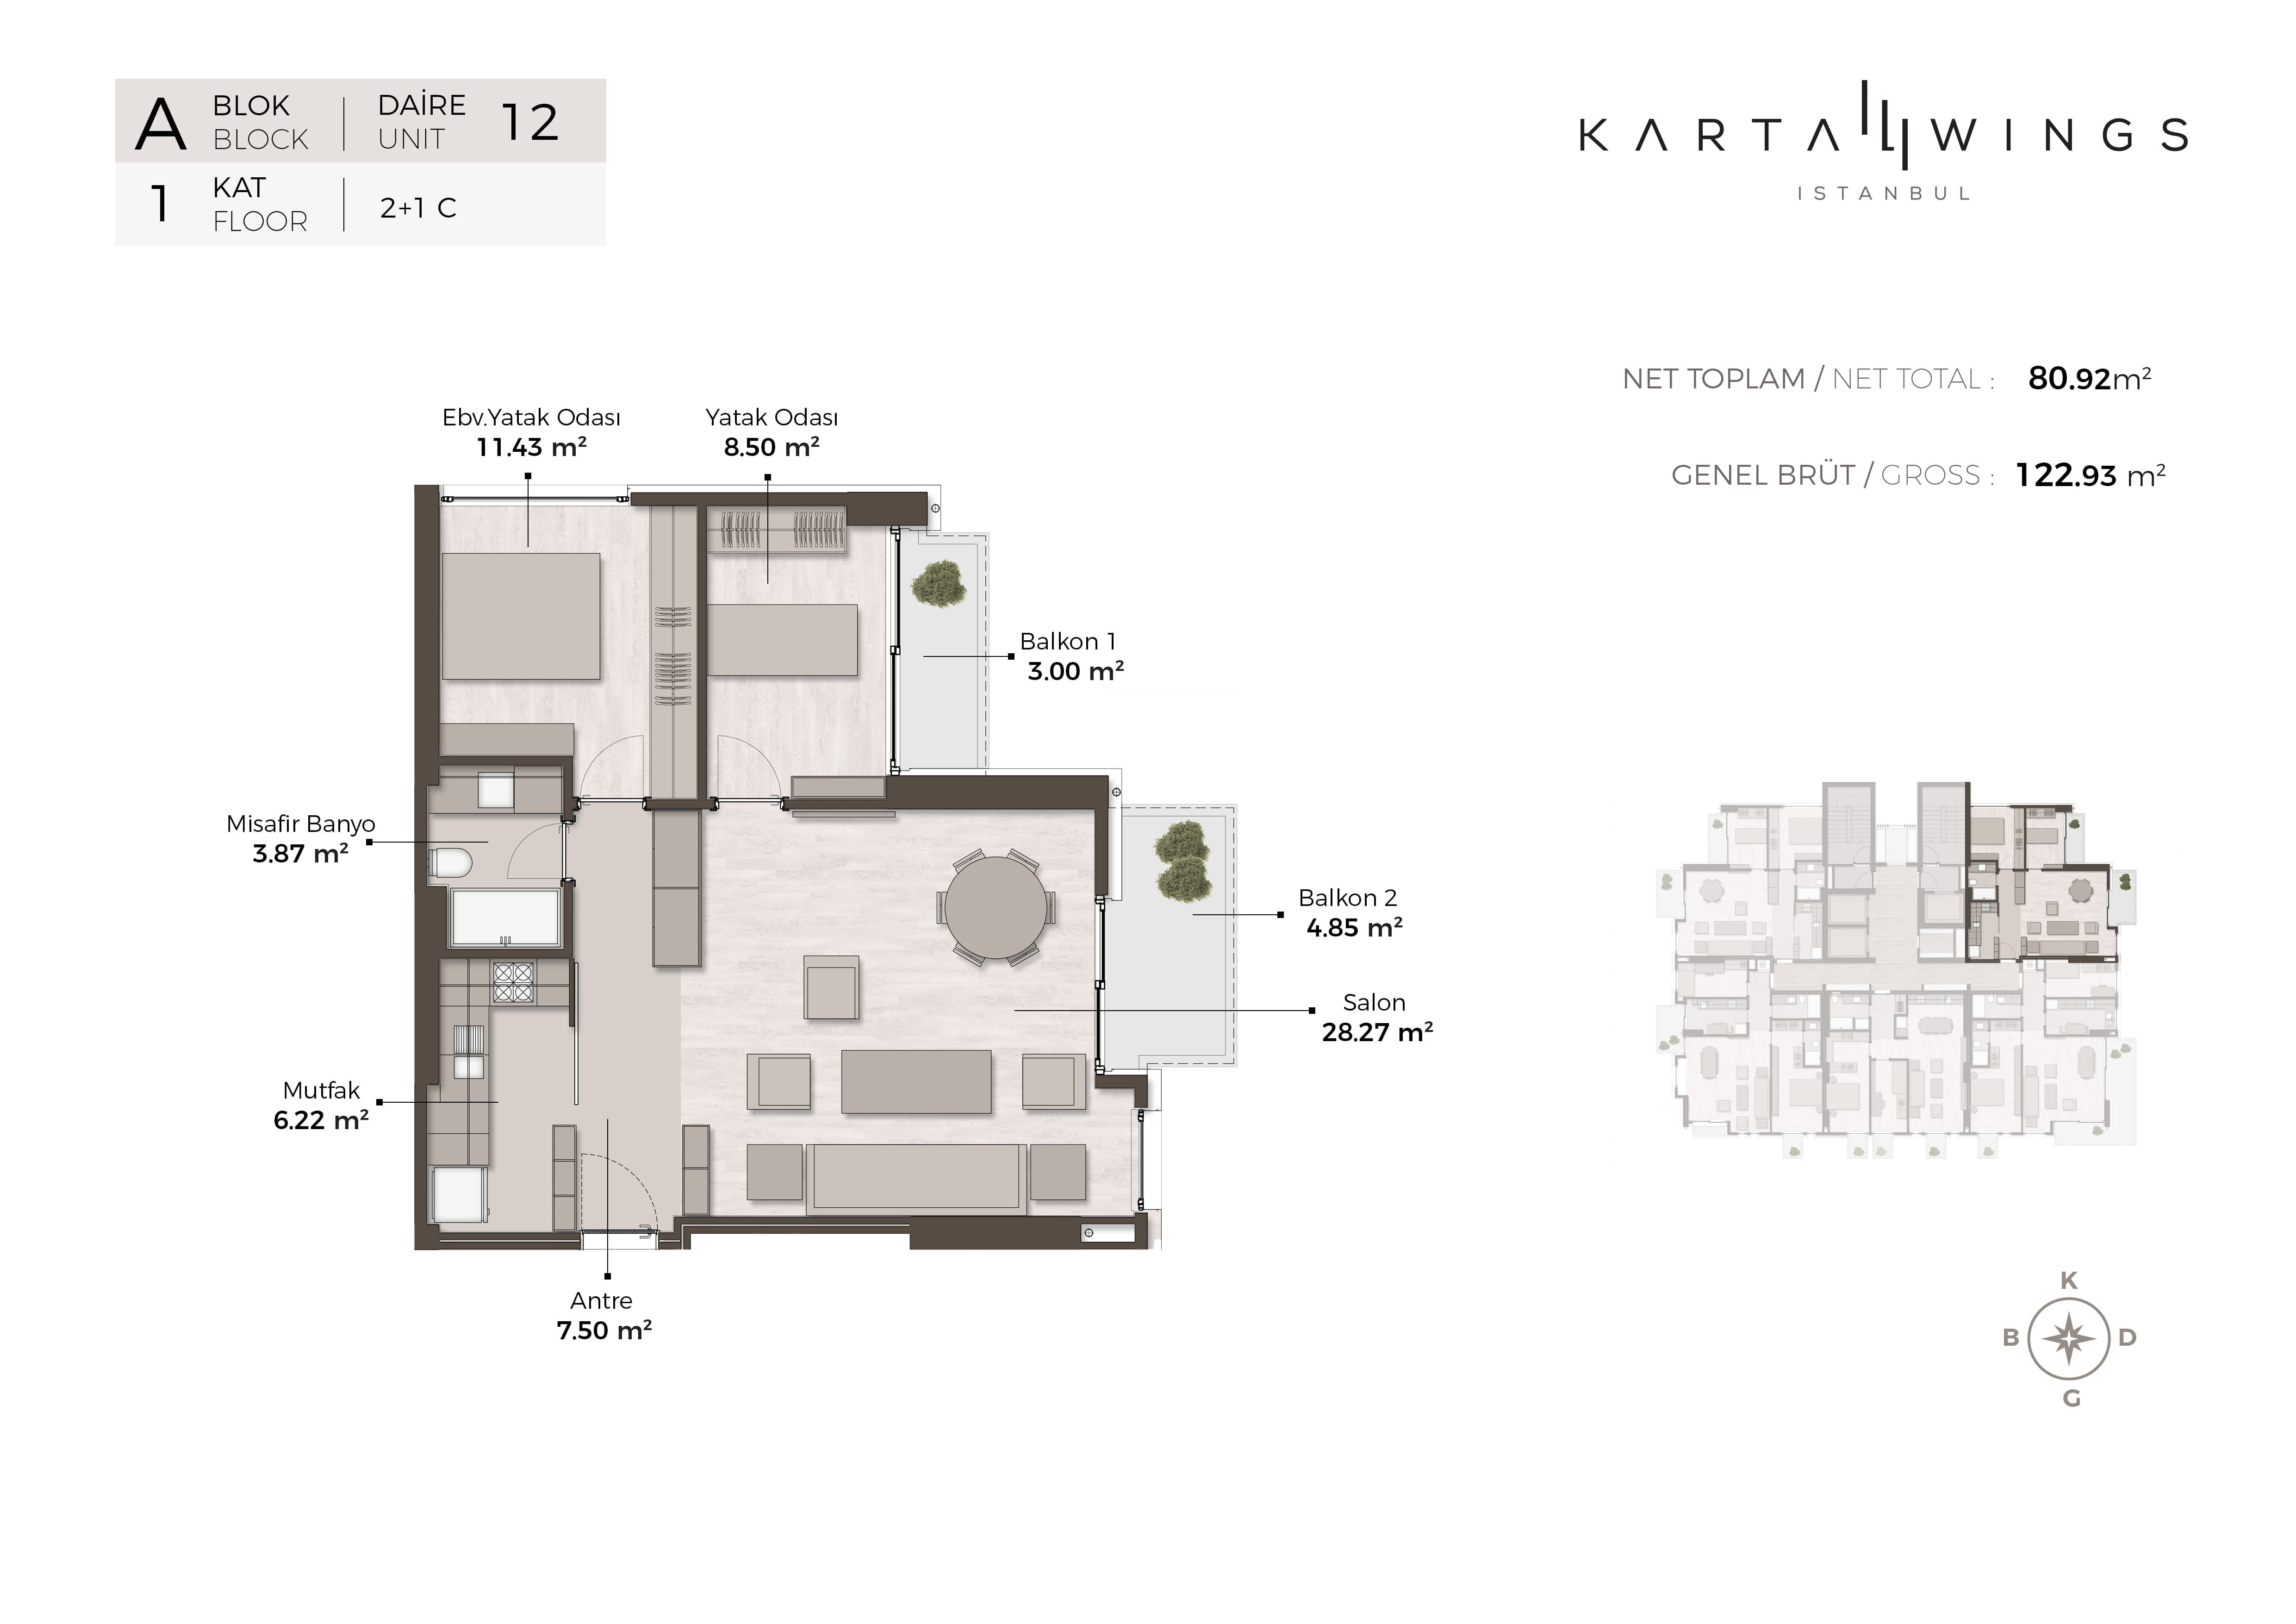 A BLOK DAİRE 12
BLOCK UNIT
1 KAT 2+1 C
FLOOR
KARTALWINGS
ISTANBUL
NET TOPLAM / NET TOTAL : 80.92m²
GENEL BRÜT / GROSS : 122.93 m²
Ebv.Yatak Odası
11.43 m²
Yatak Odası
8.50 m²
Balkon 1
3.00 m²
Misafir Banyo
3.87 m²
Balkon 2
4.85 m²
Salon
28.27 m²
Mutfak
6.22 m²
Antre
7.50 m²
K
B D
G